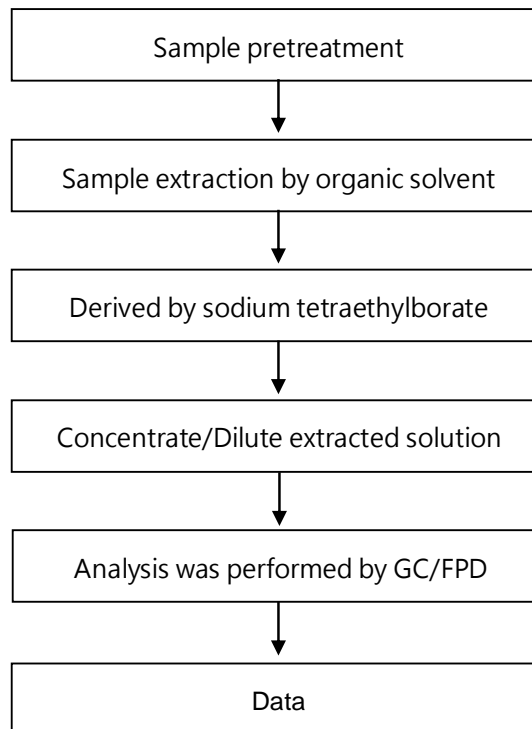 Sample pretreatment
Sample extraction by organic solvent
Derived by sodium tetraethylborate
Concentrate/Dilute extracted solution
Analysis was performed by GC/FPD
Data